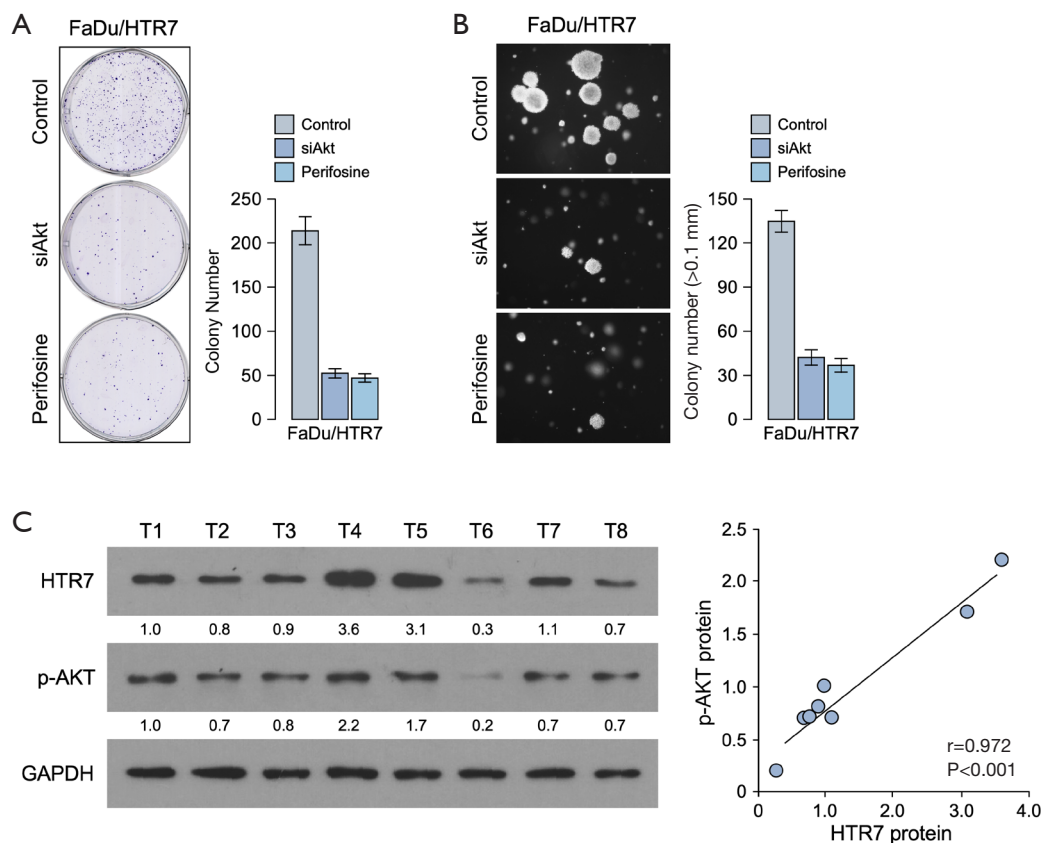 A
FaDu/HTR7
Control
siAkt
Perifosine
Control
siAkt
Perifosine
Colony Number
250
200
150
100
50
0
FaDu/HTR7
B
FaDu/HTR7
Control
siAkt
Perifosine
Control
siAkt
Perifosine
Colony number (>0.1 mm)
150
120
90
60
30
0
FaDu/HTR7
C
T1 T2 T3 T4 T5 T6 T7 T8
HTR7
1.0 0.8 0.9 3.6 3.1 0.3 1.1 0.7
p-AKT
1.0 0.7 0.8 2.2 1.7 0.2 0.7 0.7
GAPDH
p-AKT protein
2.5
2.0
1.5
1.0
0.5
0
r=0.972
P<0.001
0 1.0 2.0 3.0 4.0
HTR7 protein